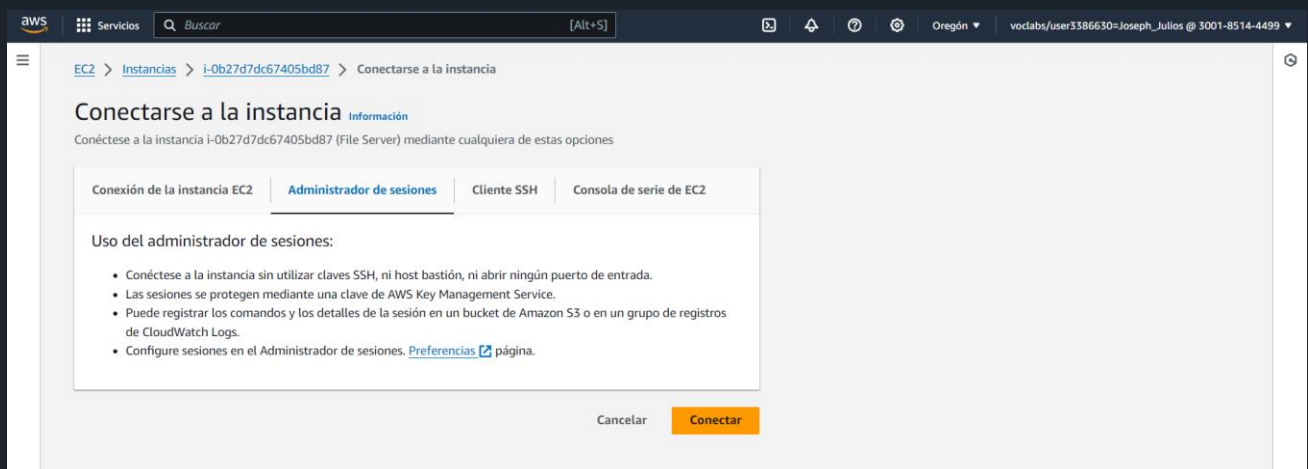 aws Servicios Buscar [Alt+S] Oregón voclabs/user3386630=Joseph_Julios @ 3001-8514-4499
EC2 > Instancias > i-0b27d7dc67405bd87 > Conectarse a la instancia
Conectarse a la instancia Información
Conéctese a la instancia i-0b27d7dc67405bd87 (File Server) mediante cualquiera de estas opciones
Conexión de la instancia EC2 Administrador de sesiones Cliente SSH Consola de serie de EC2
Uso del administrador de sesiones:
• Conéctese a la instancia sin utilizar claves SSH, ni host bastión, ni abrir ningún puerto de entrada.
• Las sesiones se protegen mediante una clave de AWS Key Management Service.
• Puede registrar los comandos y los detalles de la sesión en un bucket de Amazon S3 o en un grupo de registros
de CloudWatch Logs.
• Configure sesiones en el Administrador de sesiones. Preferencias página.
Cancelar Conectar